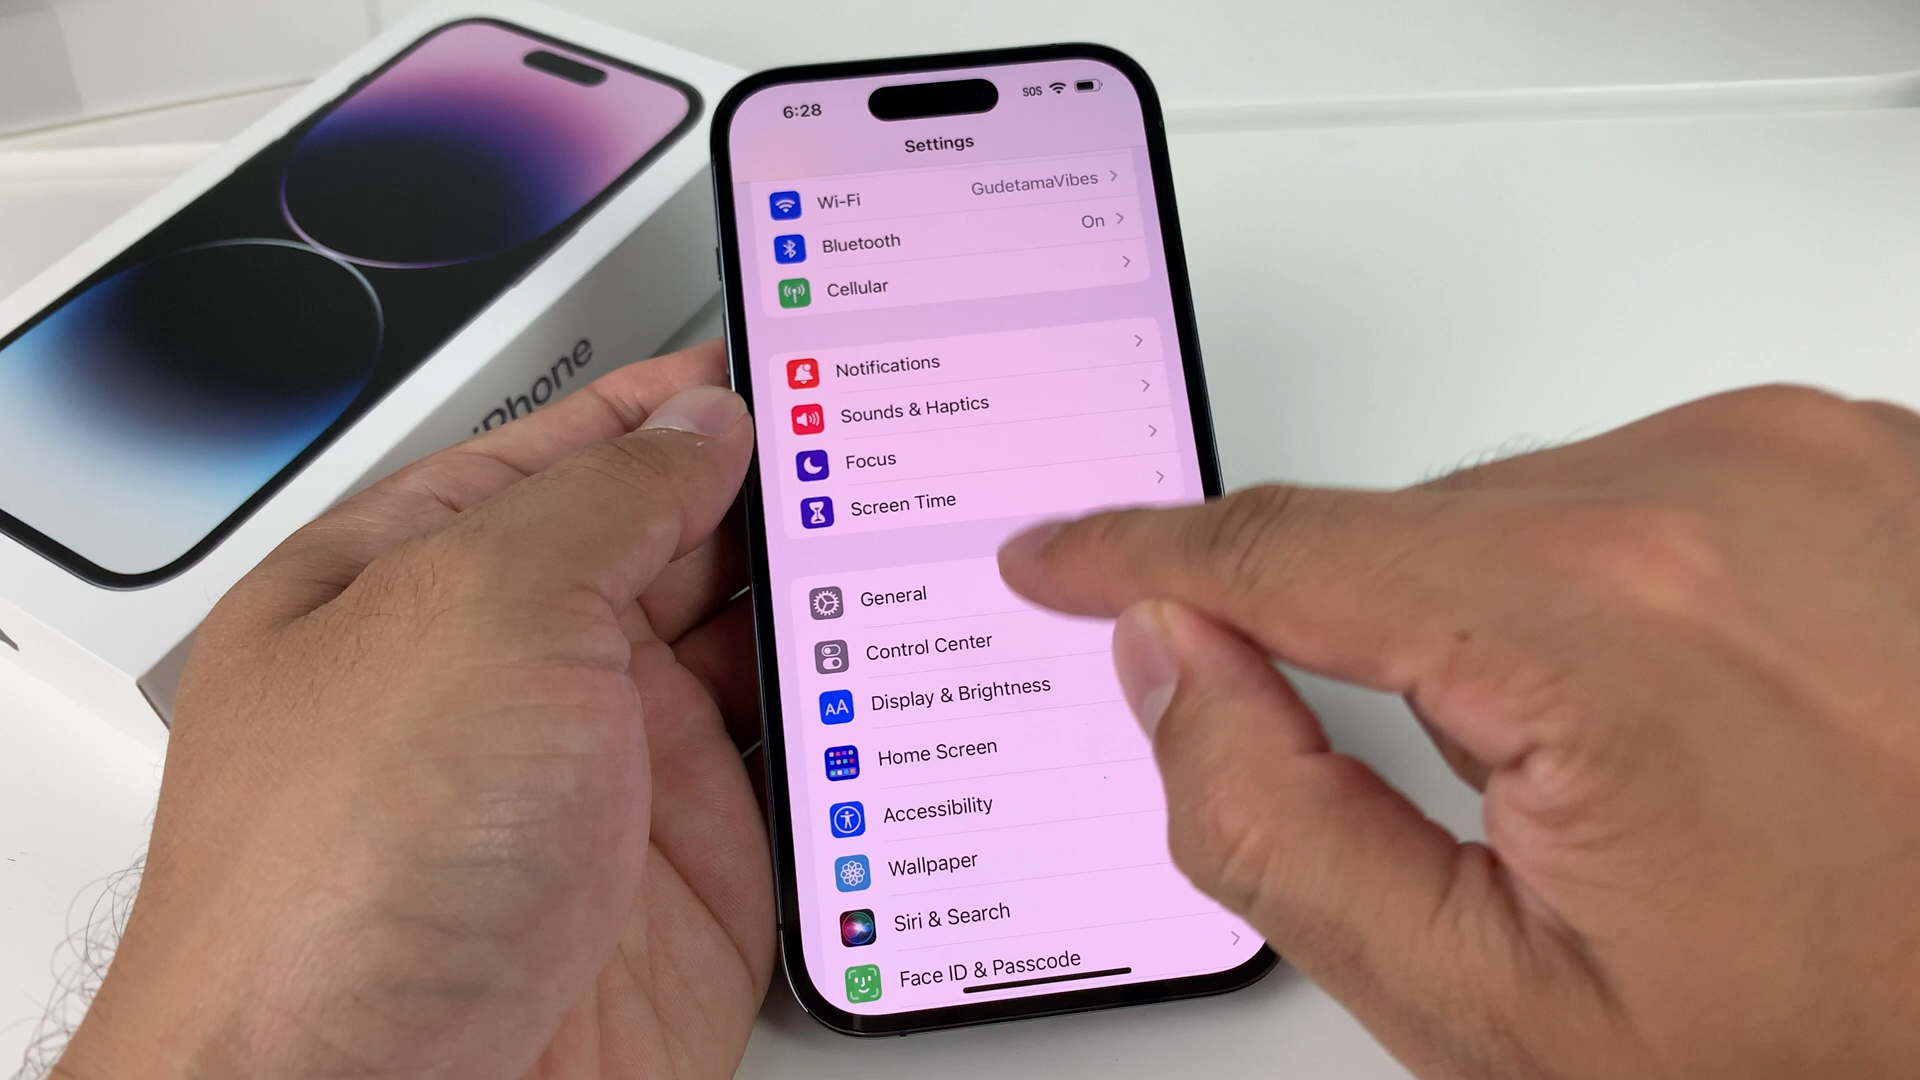 iPhone
6:28
SOS
Settings
Wi-Fi GudetamaVibes
Bluetooth On
Cellular
Notifications
Sounds & Haptics
Focus
Screen Time
General
Control Center
AA Display & Brightness
Home Screen
Accessibility
Wallpaper
Siri & Search
Face ID & Passcode